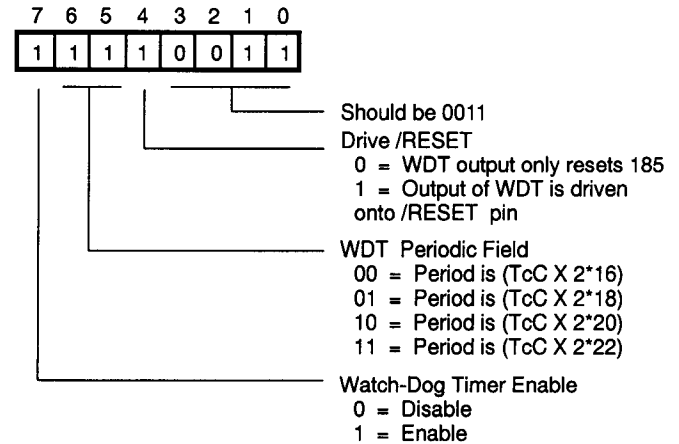 7 6 5 4 3 2 1 0
1 1 1 1 0 0 1 1
Should be 0011
Drive /RESET
0 = WDT output only resets 185
1 = Output of WDT is driven
onto /RESET pin
WDT Periodic Field
00 = Period is (TcC X 2*16)
01 = Period is (TcC X 2*18)
10 = Period is (TcC X 2*20)
11 = Period is (TcC X 2*22)
Watch-Dog Timer Enable
0 = Disable
1 = Enable